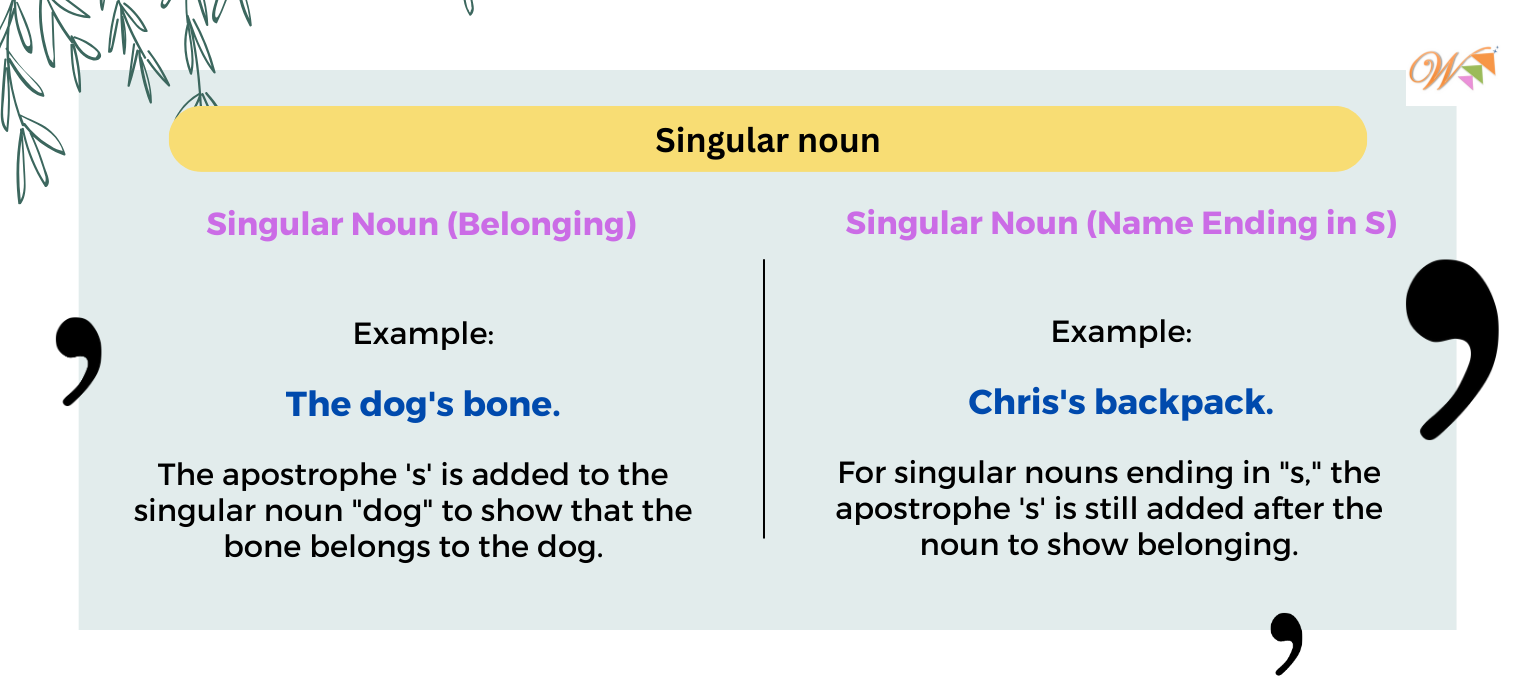 W
Singular noun
Singular Noun (Belonging)
Example:
The dog's bone.
The apostrophe 's' is added to the
singular noun "dog" to show that the
bone belongs to the dog.
Singular Noun (Name Ending in S)
Example:
Chris's backpack.
For singular nouns ending in "s," the
apostrophe 's' is still added after the
noun to show belonging.